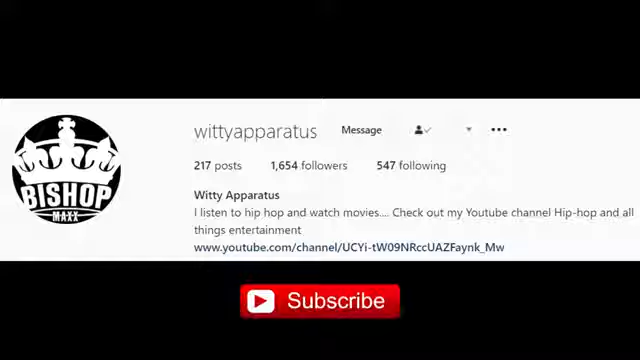 wittyapparatus Message
217 posts 1,654 followers 547 following
Witty Apparatus
I listen to hip hop and watch movies.... Check out my Youtube channel Hip-hop and all
things entertainment
www.youtube.com/channel/UCYi-tW09NRccUAZFaynk_Mw
BISHOP
MAXX
Subscribe